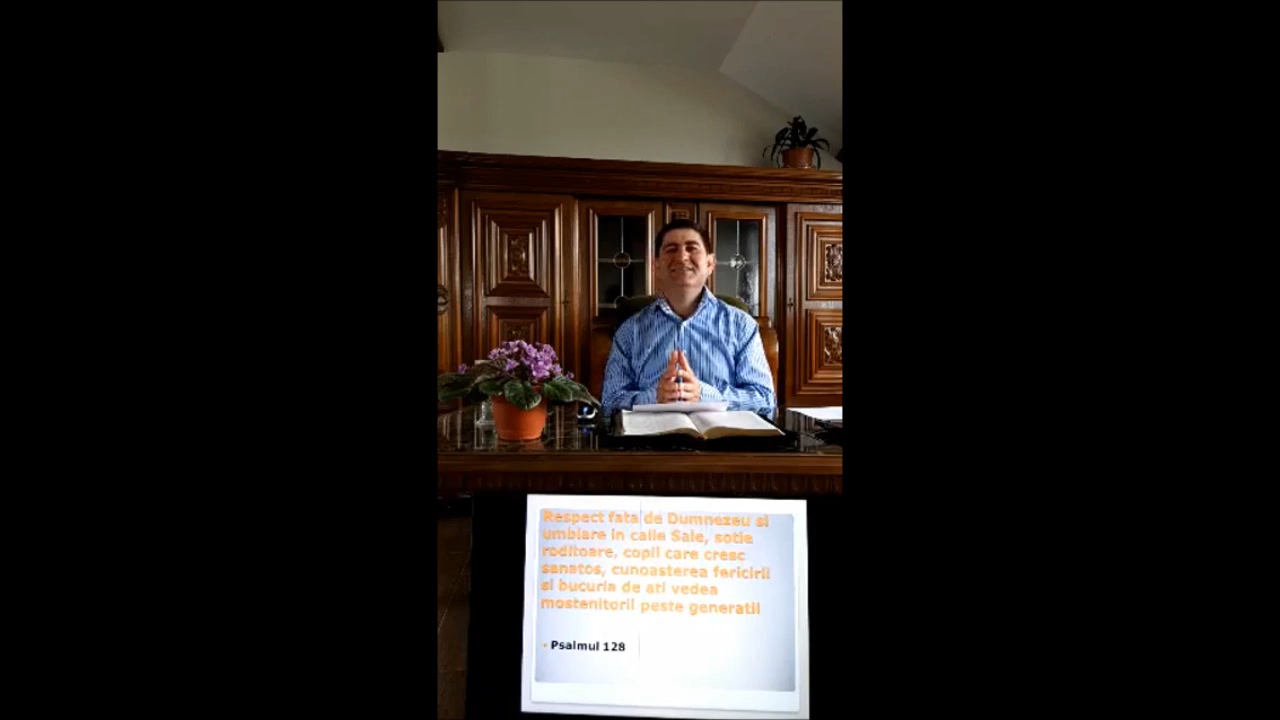 Respect fata de Dumnezeu si
umblare in caile Sale, sotie
roditoare, copii care cresc
sanatos, cunoasterea fericirii
si bucuria de ati vedea
mostenitorii peste generatii
Psalmul 128